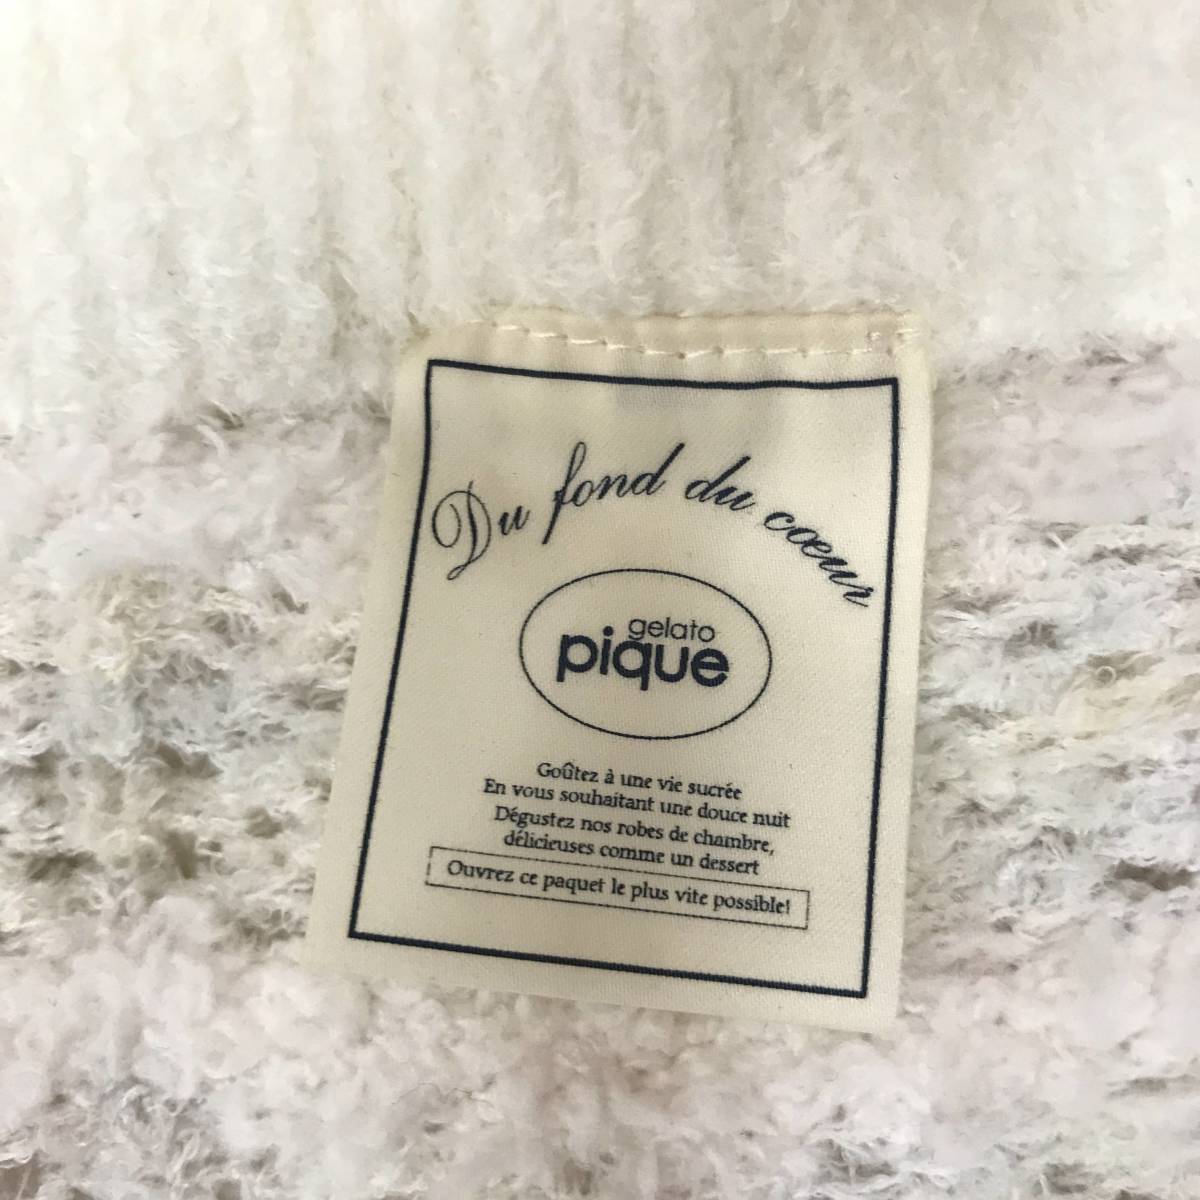 Du fond du cœur
gelato
pique
Goûtez à une vie sucrée
En vous souhaitant une douce nuit
Dégustez nos robes de chambre,
délicieuses comme un dessert
Ouvrez ce paquet le plus vite possible!